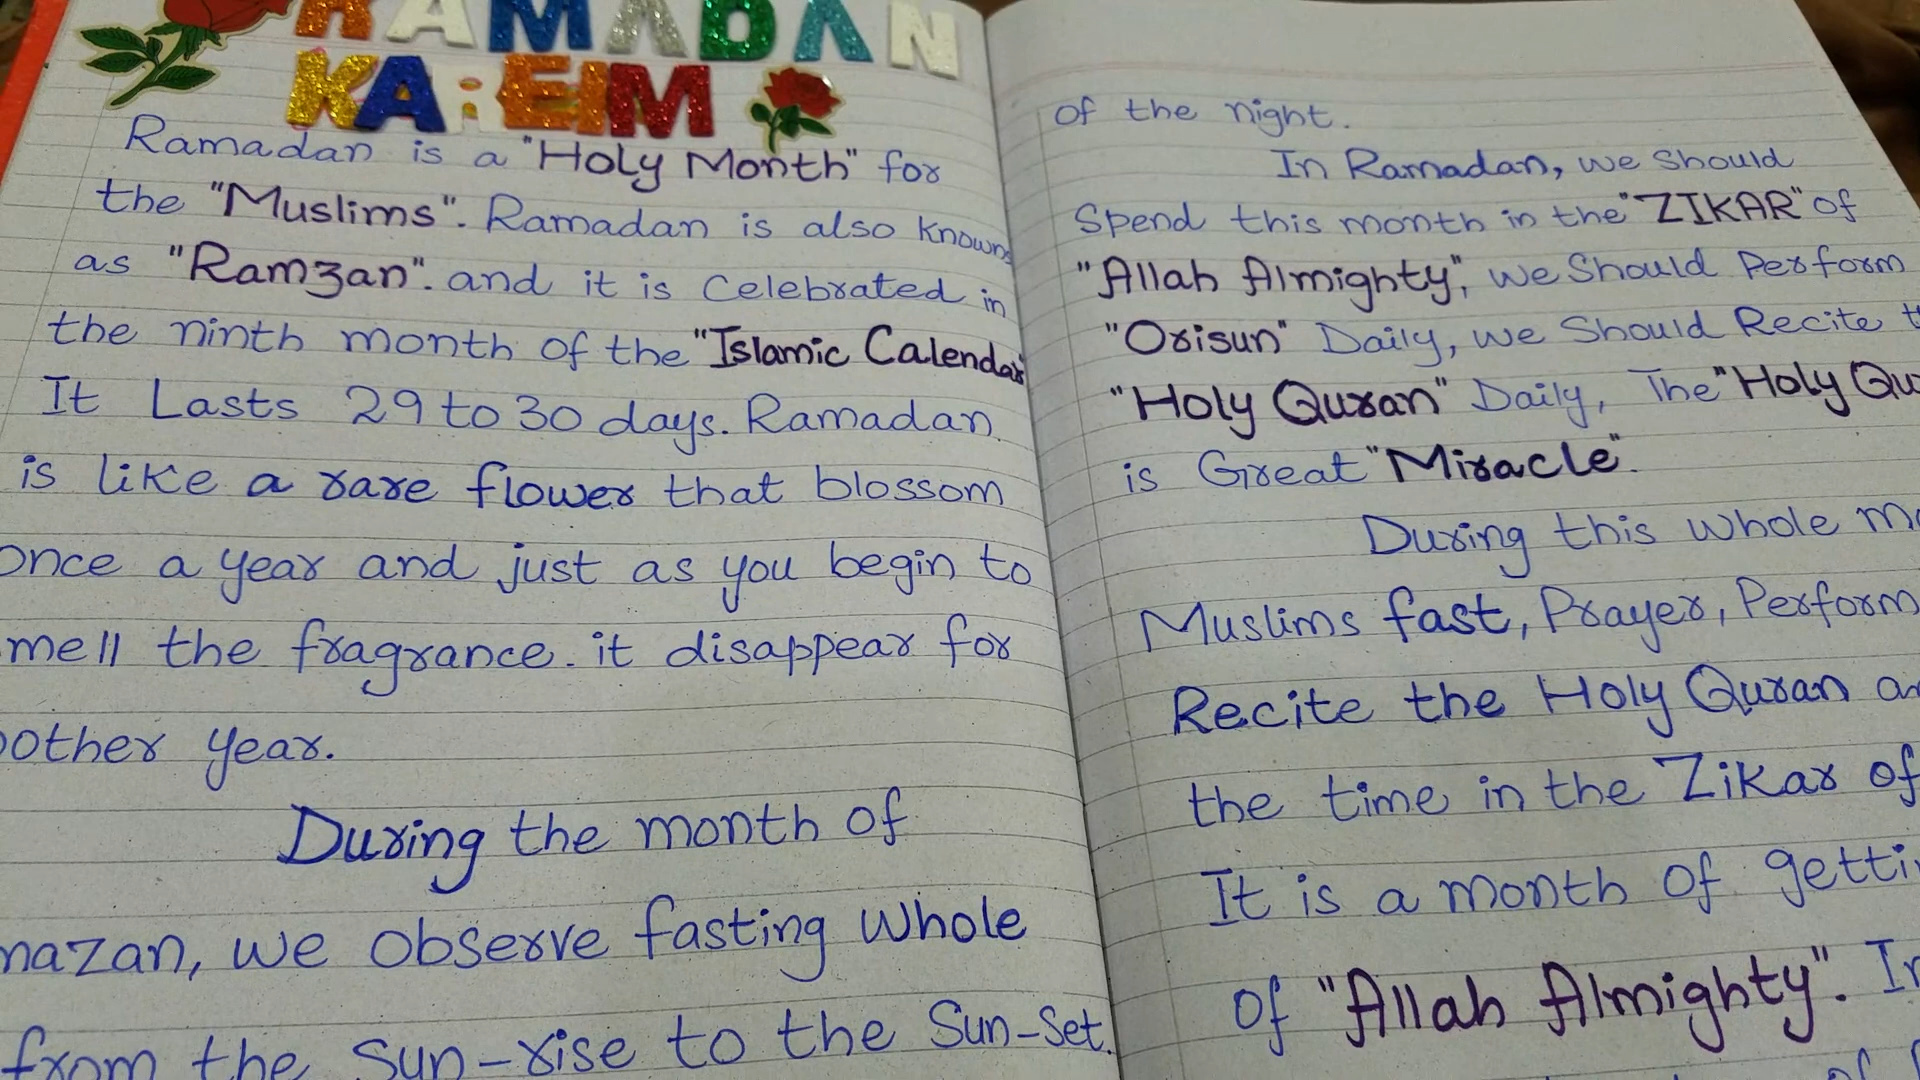 RAMADAN
KAREIM
Ramadan is a "Holy Month" for
the "Muslims". Ramadan is also known
as "Ramzan". and it is Celebrated in
the ninth month of the "Islamic Calendar
It Lasts 29 to 30 days. Ramadan
is like a rare flower that blossom
once a year and just as you begin to
mell the fragrance. it disappear for
other year.
During the month of
mazan, we observe fasting whole
from the Sun-rise to the Sun-Set.
of the night.
In Ramadan, we should
Spend this month in the "ZIKAR" of
"Allah Almighty", we Should Perform
"Orisun" Daily, we Should Recite t
"Holy Quran" Daily, The "Holy Qu
is Great "Miracle".
During this whole m
Muslims fast, Prayer, Perform
Recite the Holy Quran an
the time in the Zikar of
It is a month of getti
of "Allah Almighty". In